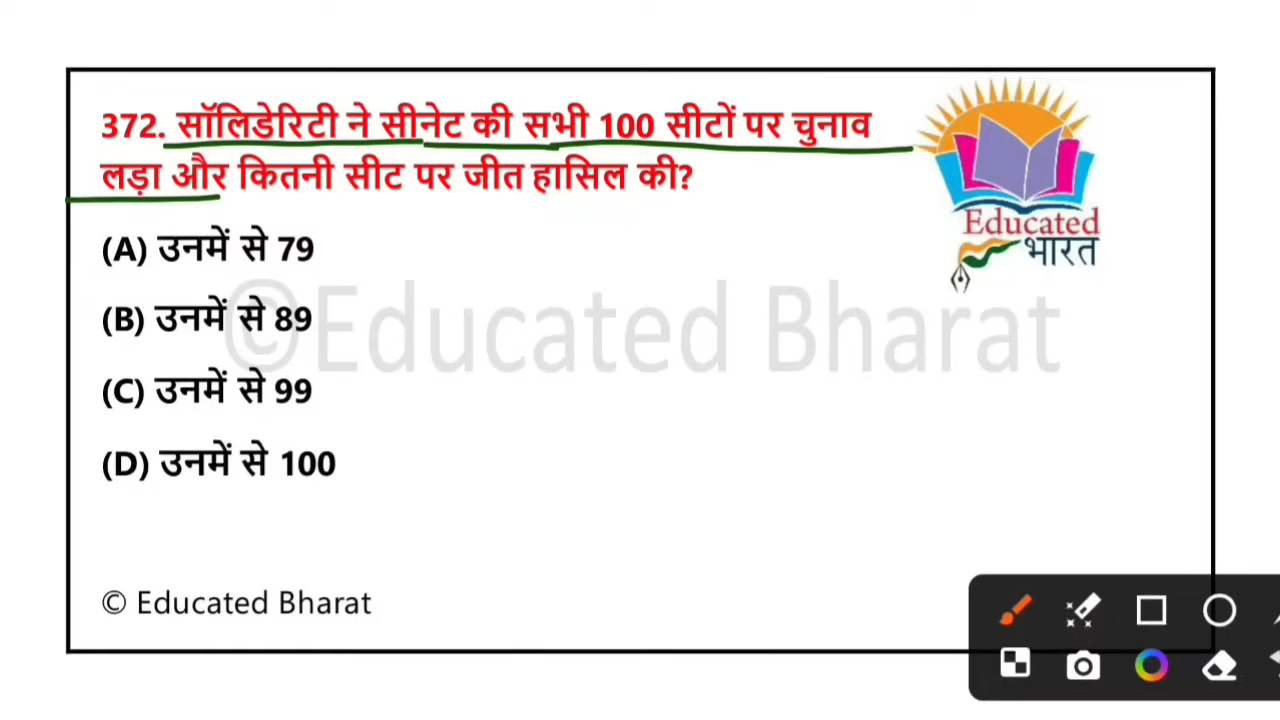 372. सॉलिडेरिटी ने सीनेट की सभी 100 सीटों पर चुनाव
लड़ा और कितनी सीट पर जीत हासिल की?
Educated
भारत
(A) उनमें से 79
(B) उनमें से 89
©Educated Bharat
(C) उनमें से 99
(D) उनमें से 100
© Educated Bharat